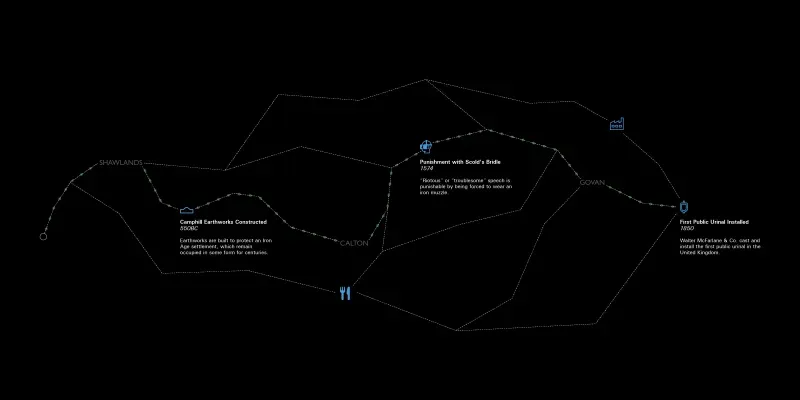 SHAWLANDS
Camphill Earthworks Constructed
550BC
Earthworks are built to protect an Iron
Age settlement, which remain
occupied in some form for centuries.
CALTON
Punishment with Scold's Bridle
1574
"Riotous" or "troublesome" speech is
punishable by being forced to wear an
iron muzzle.
GOVAN
First Public Urinal Installed
1850
Walter McFarlane & Co. cast and
install the first public urinal in the
United Kingdom.